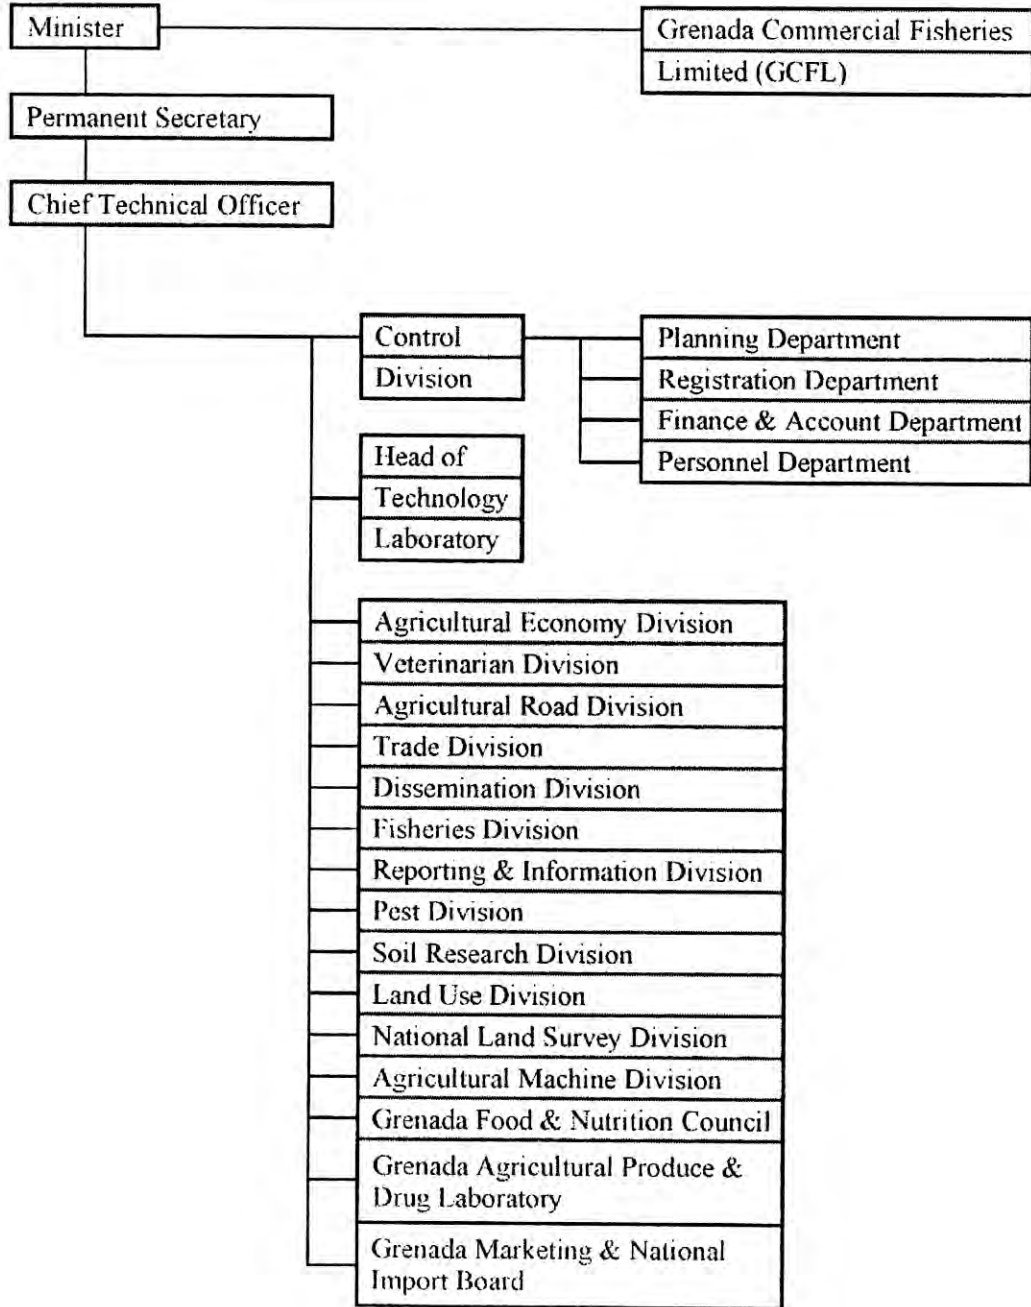 Minister
Grenada Commercial Fisheries
Limited (GCFL)
Permanent Secretary
Chief Technical Officer
Control
Division
Planning Department
Registration Department
Finance & Account Department
Personnel Department
Head of
Technology
Laboratory
Agricultural Economy Division
Veterinarian Division
Agricultural Road Division
Trade Division
Dissemination Division
Fisheries Division
Reporting & Information Division
Pest Division
Soil Research Division
Land Use Division
National Land Survey Division
Agricultural Machine Division
Grenada Food & Nutrition Council
Grenada Agricultural Produce &
Drug Laboratory
Grenada Marketing & National
Import Board